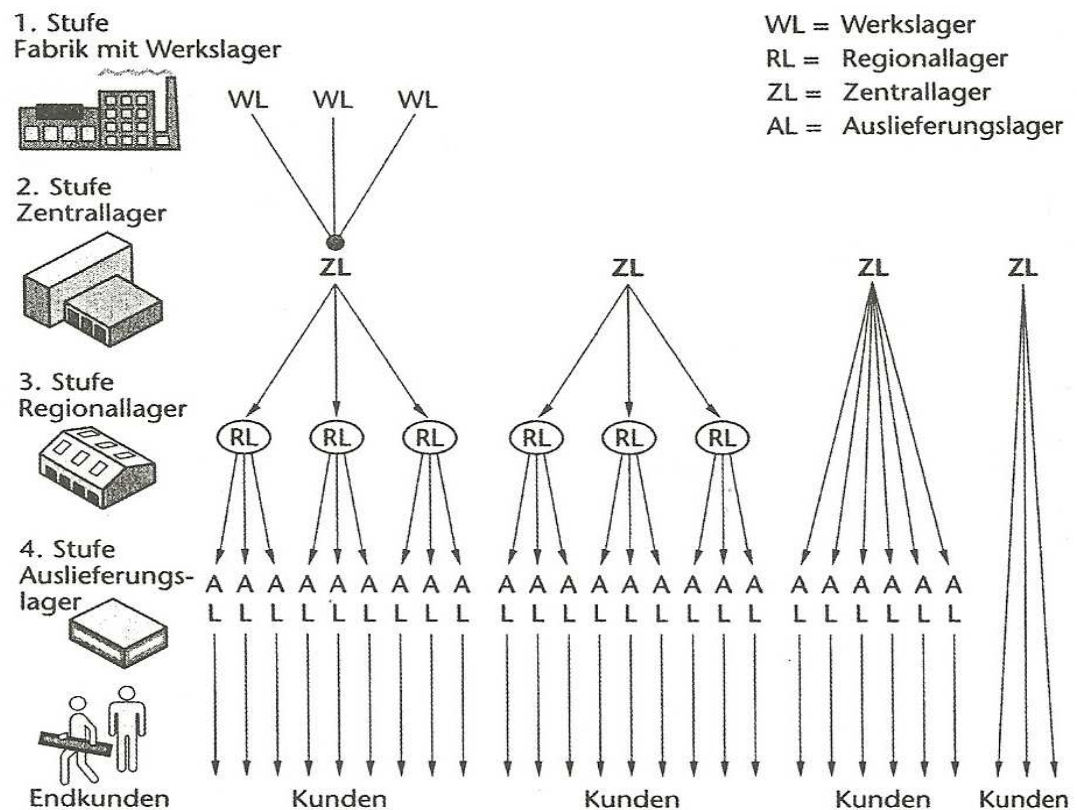 1. Stufe
Fabrik mit Werkslager
WL WL WL
WL = Werkslager
RL = Regionallager
ZL = Zentrallager
AL = Auslieferungslager
2. Stufe
Zentrallager
ZL ZL ZL ZL
3. Stufe
Regionallager
RL RL RL RL RL RL
4. Stufe
Auslieferungs-
lager
A A A A A A A A A A A A A A A A A A A A A A A A
L L L L L L L L L L L L L L L L L L L L L L L L
Endkunden Kunden Kunden Kunden Kunden